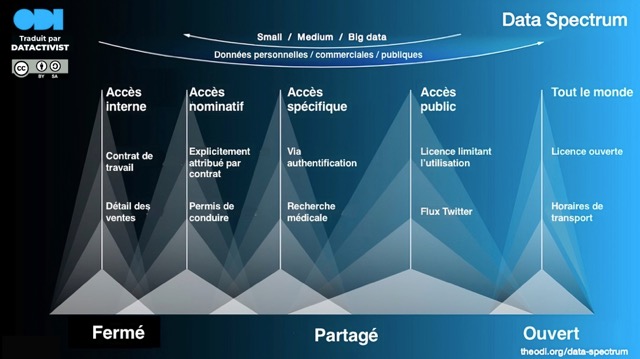 ODI
Data Spectrum
Traduit par
DATACTIVIST
Small / Medium / Big data
Données personnelles / commerciales / publiques
cc
BY SA
Accès
interne
Accès
nominatif
Accès
spécifique
Accès
public
Tout le monde
Contrat de
travail
Explicitement
attribué par
contrat
Via
authentification
Licence limitant
l'utilisation
Licence ouverte
Détail des
ventes
Permis de
conduire
Recherche
médicale
Flux Twitter
Horaires de
transport
Fermé
Partagé
Ouvert
theodi.org/data-spectrum